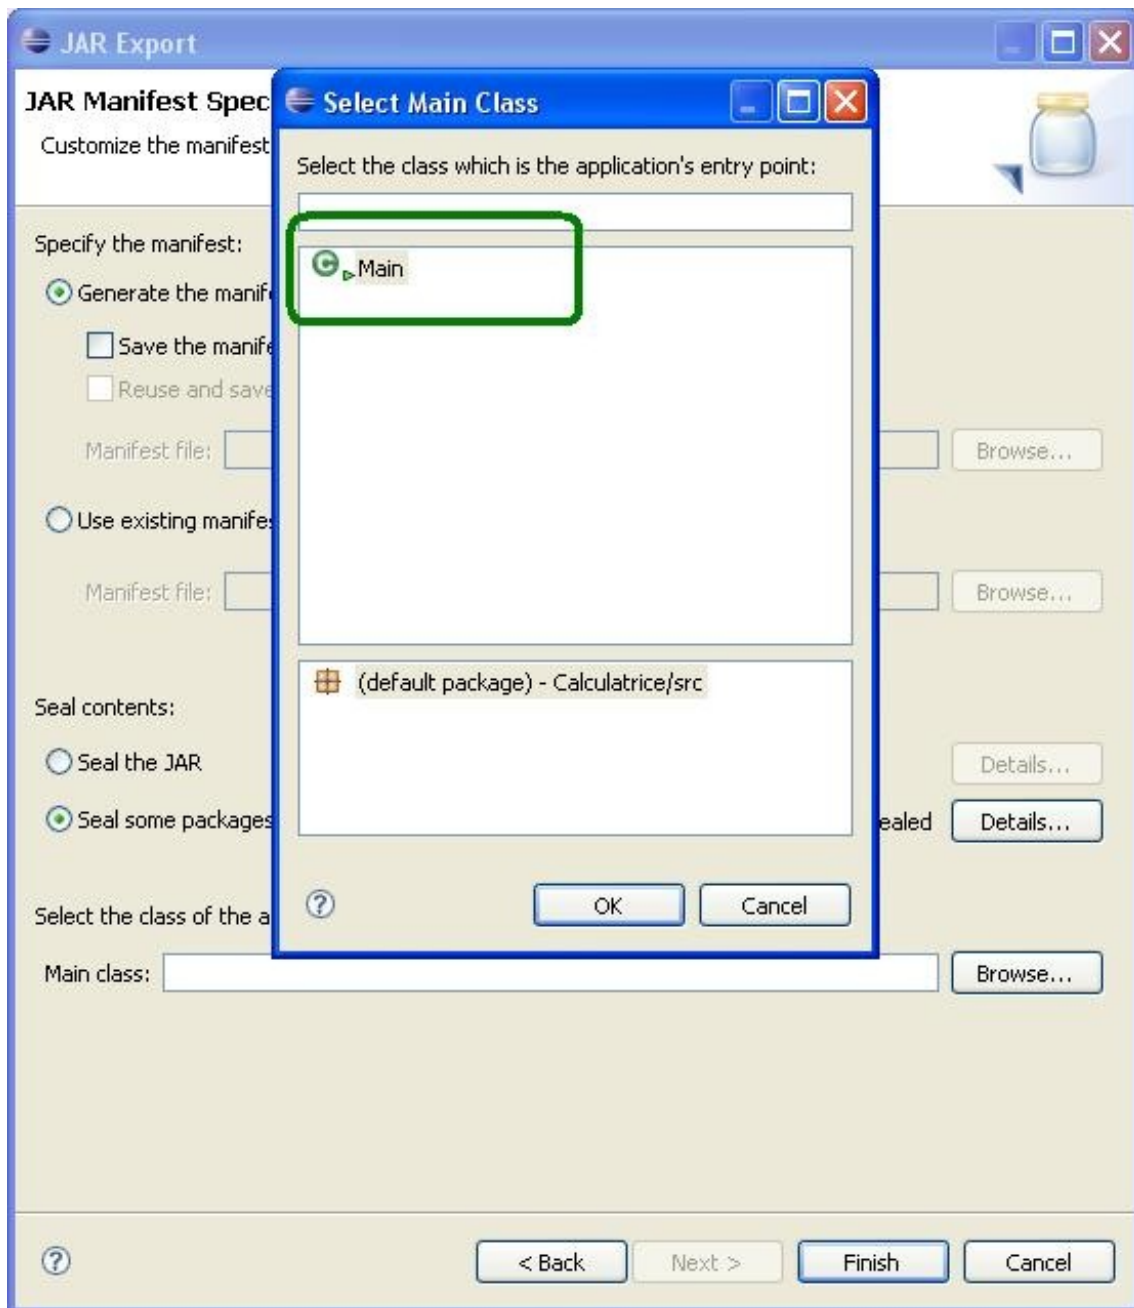 JAR Export
JAR Manifest Spec
Customize the manifest
Select Main Class
Select the class which is the application's entry point:
Main
(default package) - Calculatrice/src
OK
Cancel
Specify the manifest:
Generate the manif
Save the manife
Reuse and save
Manifest file:
Browse...
Use existing manifes
Manifest file:
Browse...
Seal contents:
Seal the JAR
Details...
Seal some packages
ealed
Details...
Select the class of the a
Main class:
Browse...
< Back
Next >
Finish
Cancel